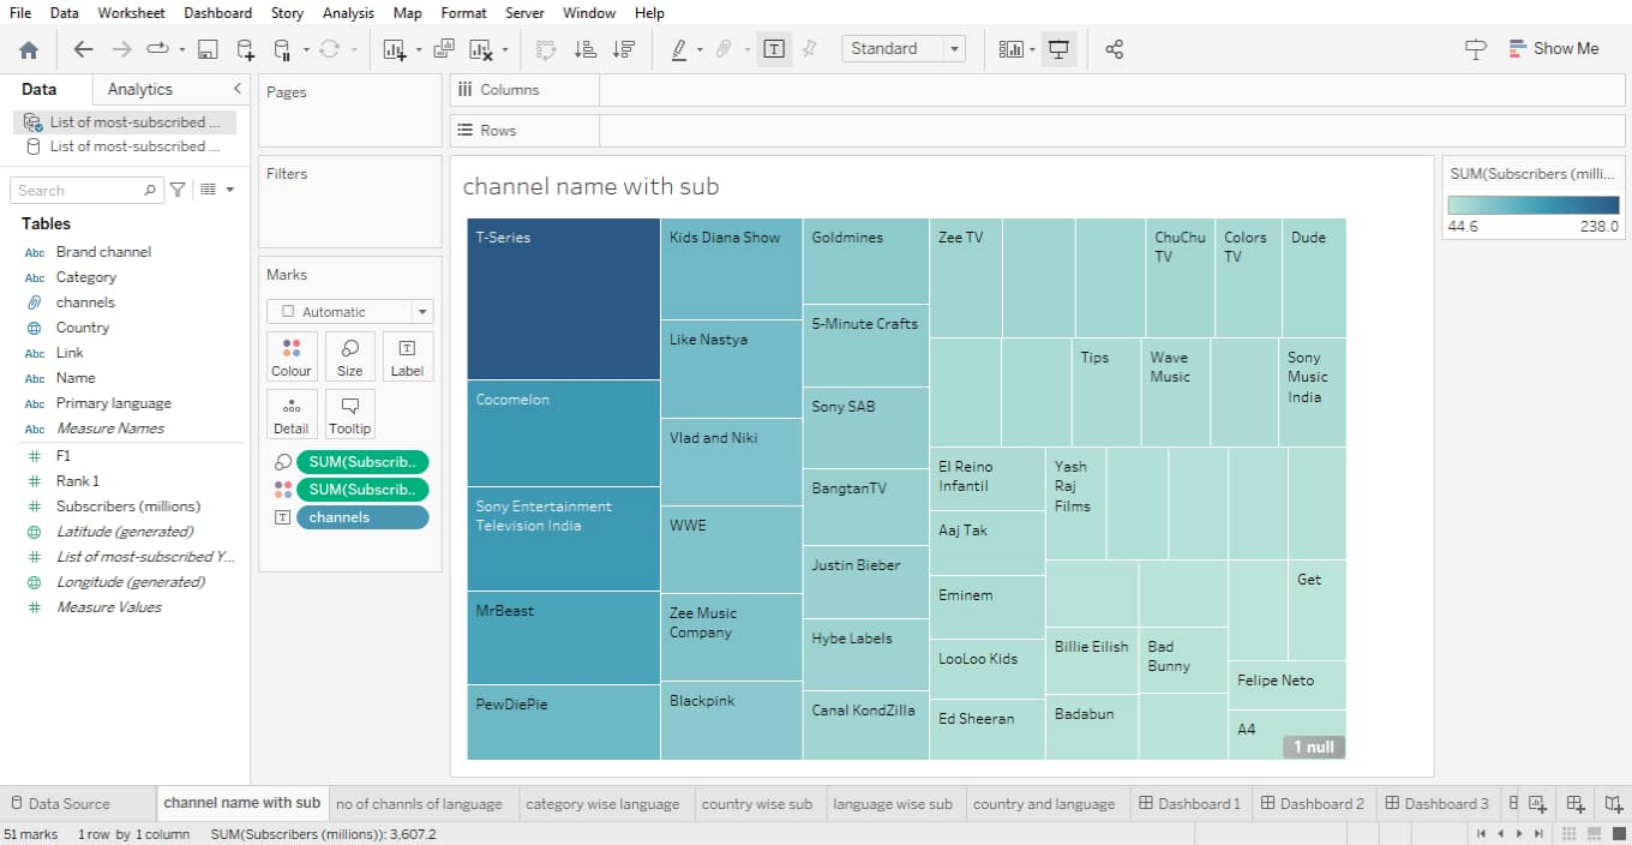 File Data Worksheet Dashboard Story Analysis Map Format Server Window Help
Standard
Show Me
Data Analytics
List of most-subscribed ...
List of most-subscribed ...
Search
Tables
Abc Brand channel
Abc Category
channels
Country
Abc Link
Abc Name
Abc Primary language
Abc Measure Names
# F1
# Rank 1
# Subscribers (millions)
Latitude (generated)
# List of most-subscribed Y...
Longitude (generated)
# Measure Values
Pages
Filters
Marks
Automatic
Colour Size Label
Detail Tooltip
SUM(Subscrib..
SUM(Subscrib..
channels
Columns
Rows
channel name with sub
T-Series
Cocomelon
Sony Entertainment
Television India
MrBeast
PewDiePie
Kids Diana Show
Like Nastya
Vlad and Niki
WWE
Zee Music
Company
Blackpink
Goldmines
5-Minute Crafts
Sony SAB
BangtanTV
Justin Bieber
Hybe Labels
Canal KondZilla
Zee TV
ChuChu
TV
Colors
TV
Dude
Tips
Wave
Music
Sony
Music
India
El Reino
Infantil
Aaj Tak
Eminem
LooLoo Kids
Ed Sheeran
Yash
Raj
Films
Billie Eilish
Badabun
Bad
Bunny
Get
Felipe Neto
A4
1 null
SUM(Subscribers (milli...
44.6 238.0
Data Source channel name with sub no of channls of language category wise language country wise sub language wise sub country and language Dashboard 1 Dashboard 2 Dashboard 3
51 marks 1 row by 1 column SUM(Subscribers (millions)): 3,607.2